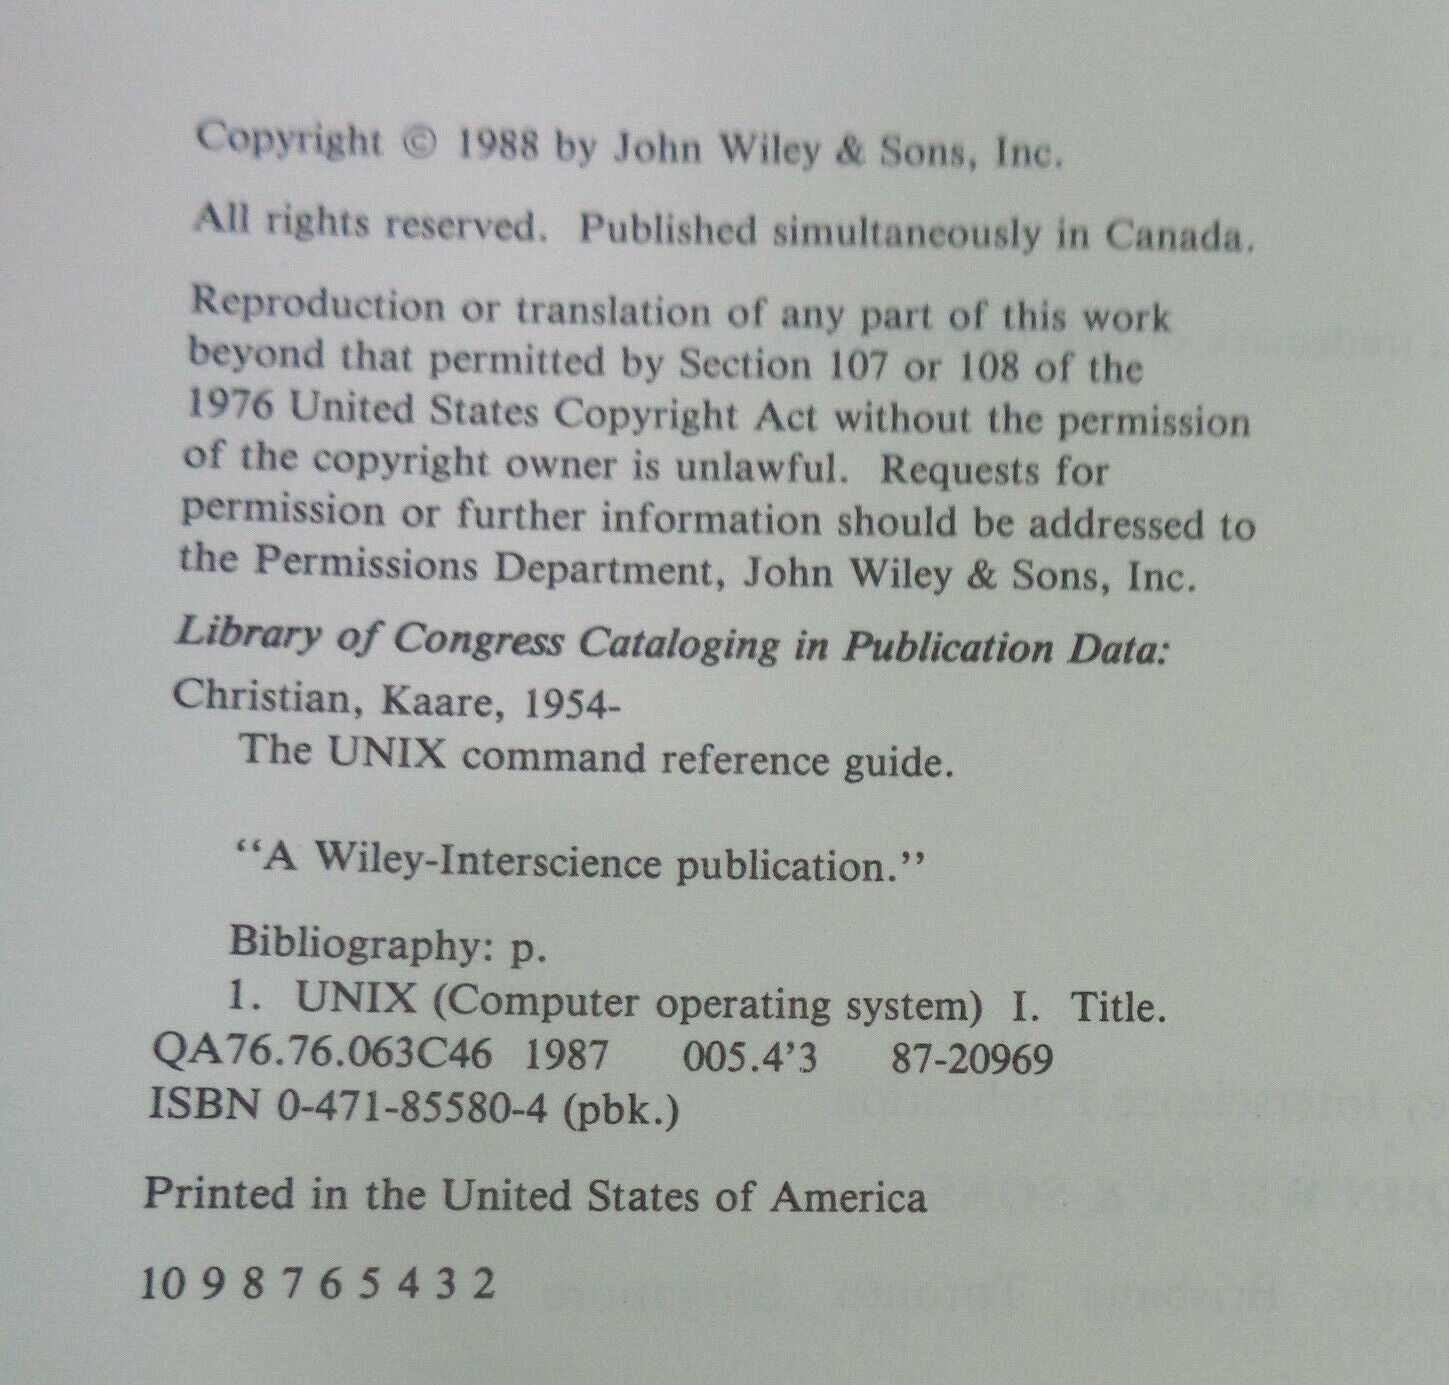 Copyright © 1988 by John Wiley & Sons, Inc.
All rights reserved. Published simultaneously in Canada.
Reproduction or translation of any part of this work
beyond that permitted by Section 107 or 108 of the
1976 United States Copyright Act without the permission
of the copyright owner is unlawful. Requests for
permission or further information should be addressed to
the Permissions Department, John Wiley & Sons, Inc.
Library of Congress Cataloging in Publication Data:
Christian, Kaare, 1954-
The UNIX command reference guide.
‘‘A Wiley-Interscience publication.’’
Bibliography: p.
1. UNIX (Computer operating system) I. Title.
QA76.76.063C46 1987 005.4’3 87-20969
ISBN 0-471-85580-4 (pbk.)
Printed in the United States of America
10 9 8 7 6 5 4 3 2